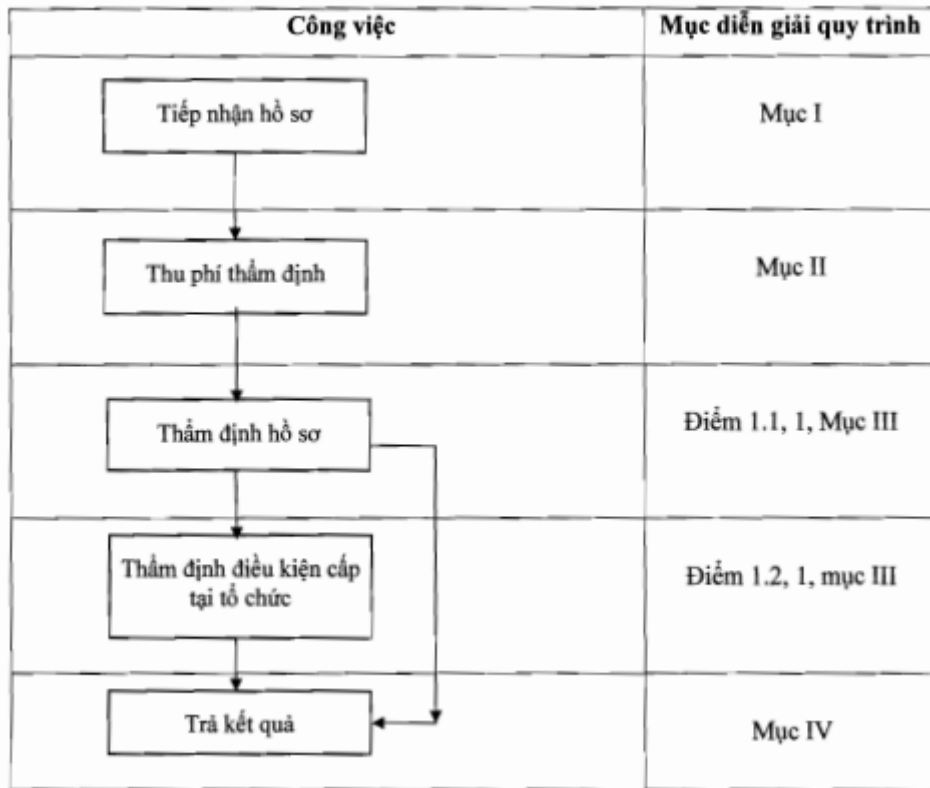 Công việc
Mục diễn giải quy trình
Tiếp nhận hồ sơ
Mục I
Thu phí thẩm định
Mục II
Thẩm định hồ sơ
Điểm 1.1, 1, Mục III
Thẩm định điều kiện cấp
tại tổ chức
Điểm 1.2, 1, mục III
Trả kết quả
Mục IV